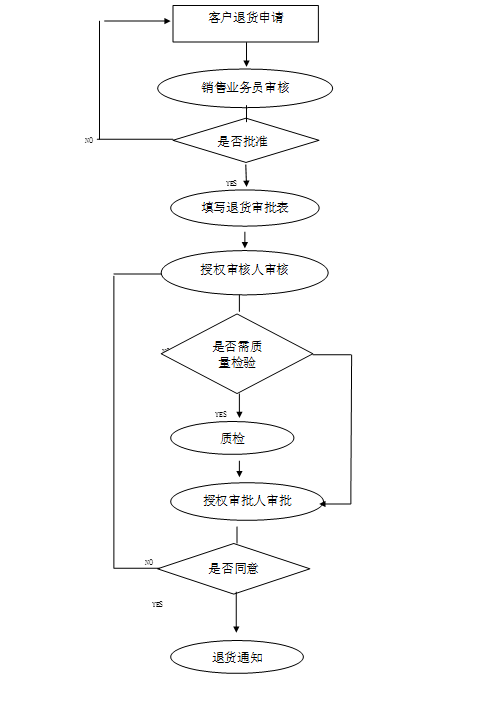 客户退货申请
销售业务员审核
是否批准
NO
YES
填写退货审批表
授权审核人审核
是否需质
量检验
YES
质检
授权审批人审批
是否同意
NO
YES
退货通知